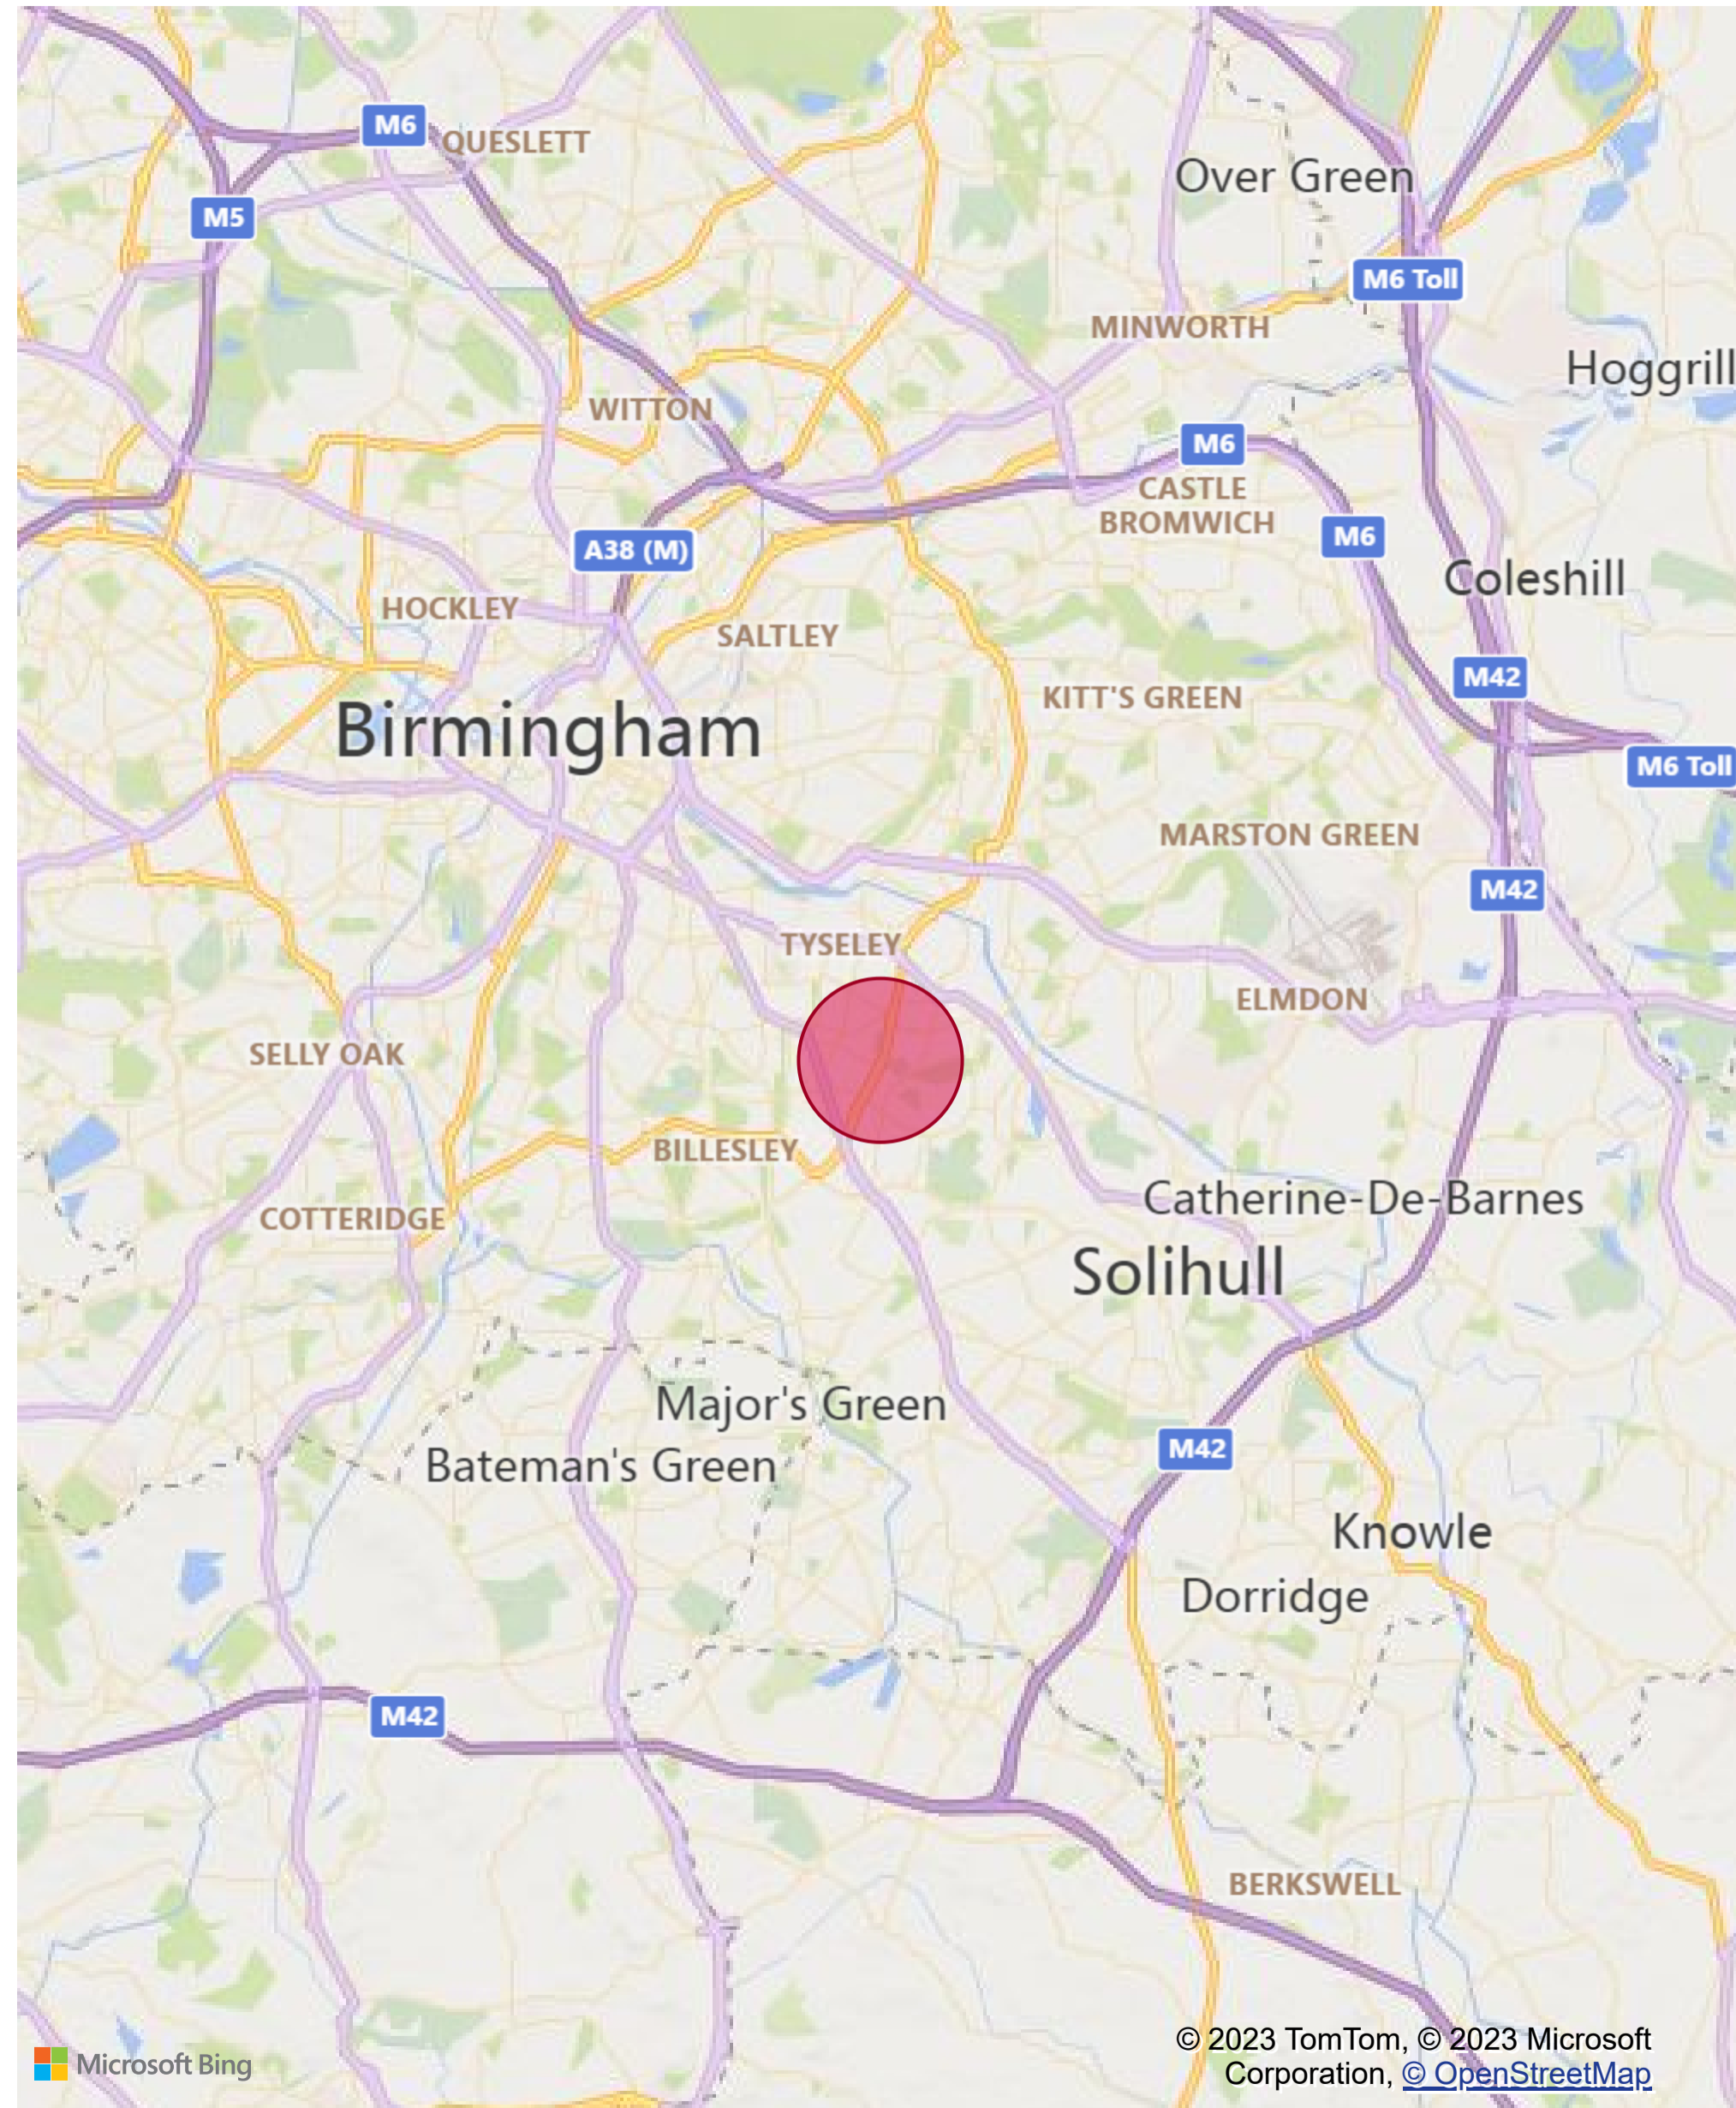 M6
QUESLETT
Over Green
M5
M6 Toll
MINWORTH
Hoggrill
WITTON
M6
CASTLE
BROMWICH
M6
A38 (M)
Coleshill
HOCKLEY
SALTLEY
M42
KITT'S GREEN
Birmingham
M6 Toll
MARSTON GREEN
M42
TYSELEY
ELMDON
SELLY OAK
BILLESLEY
Catherine-De-Barnes
COTTERIDGE
Solihull
Major's Green
M42
Bateman's Green
Knowle
Dorridge
M42
BERKSWELL
© 2023 TomTom, © 2023 Microsoft
Corporation, © OpenStreetMap
Microsoft Bing